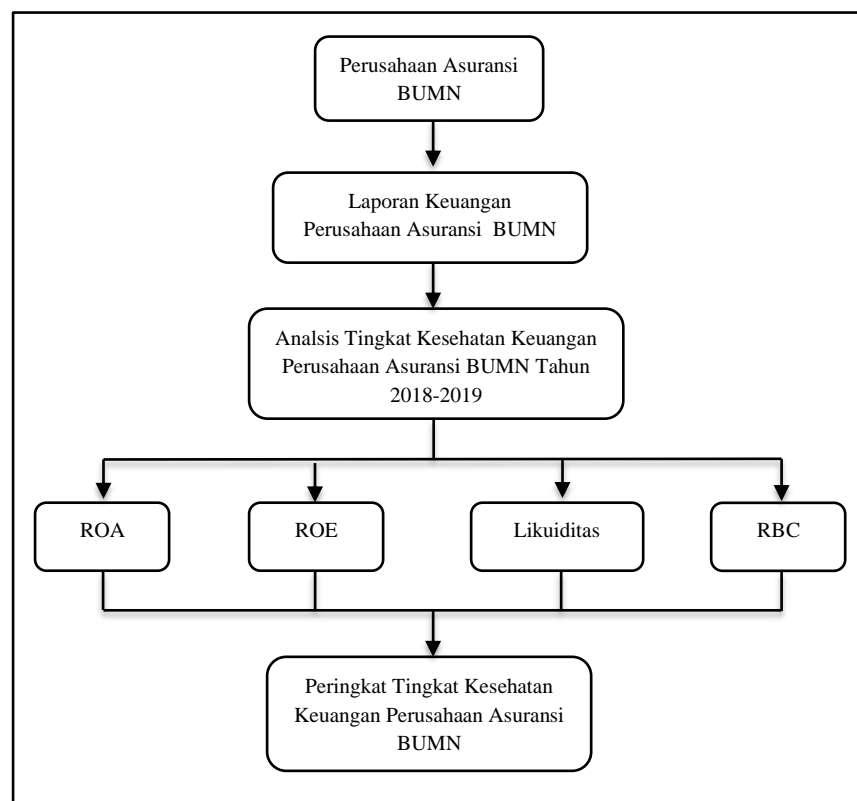 Perusahaan Asuransi
BUMN
Laporan Keuangan
Perusahaan Asuransi BUMN
Analsis Tingkat Kesehatan Keuangan
Perusahaan Asuransi BUMN Tahun
2018-2019
ROA
ROE
Likuiditas
RBC
Peringkat Tingkat Kesehatan
Keuangan Perusahaan Asuransi
BUMN